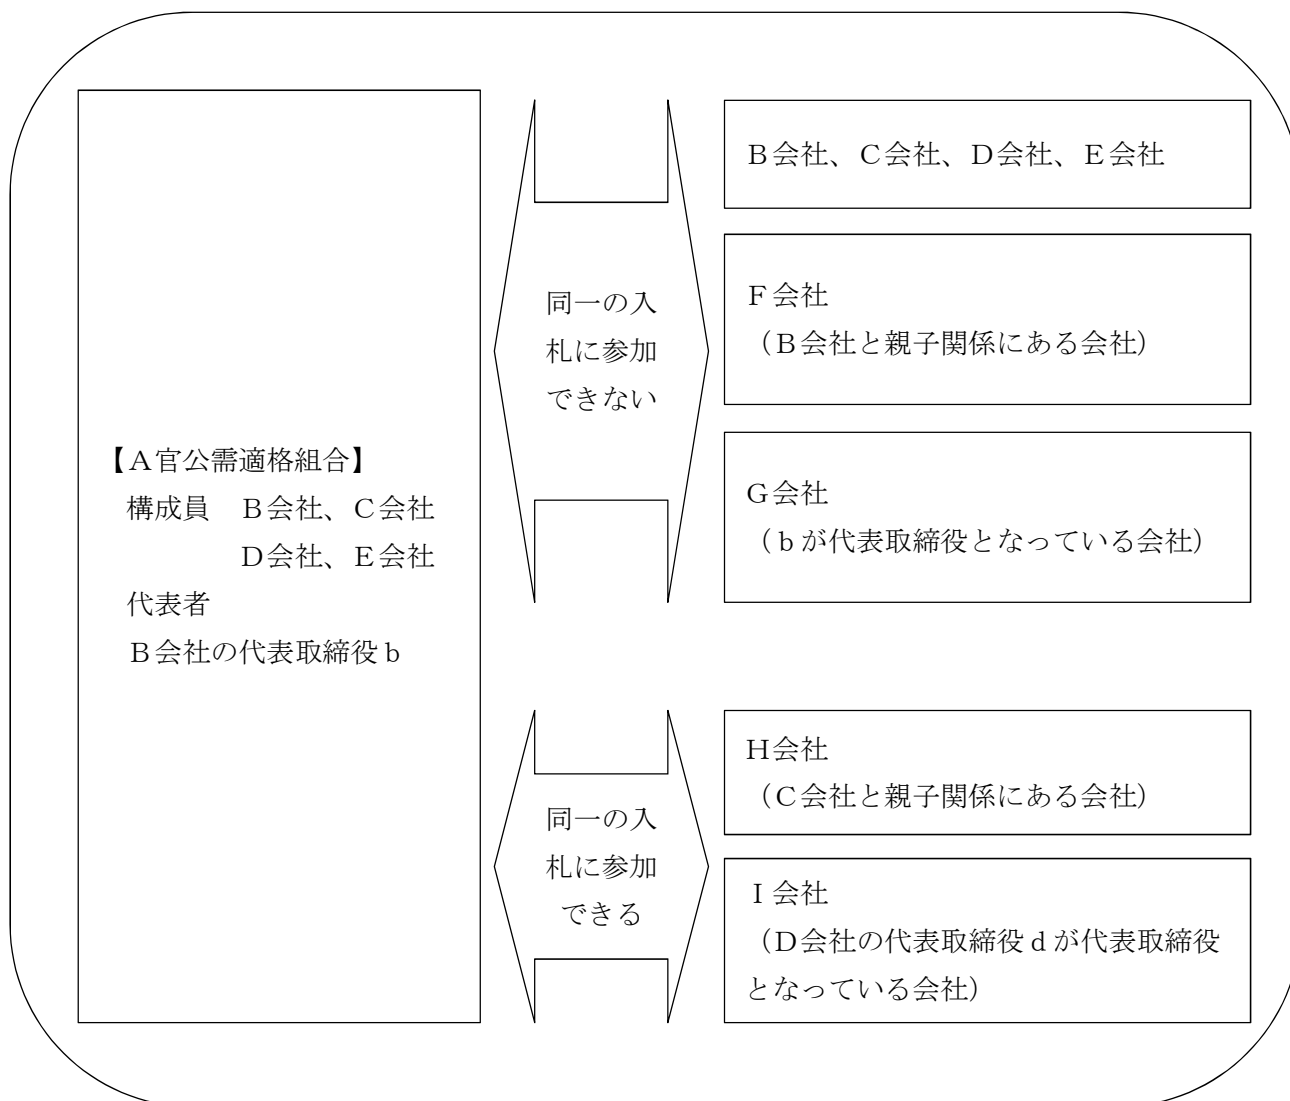 【Ａ官公需適格組合】
構成員　Ｂ会社、Ｃ会社
Ｄ会社、Ｅ会社
代表者
Ｂ会社の代表取締役ｂ
同一の入
札に参加
できない
Ｂ会社、Ｃ会社、Ｄ会社、Ｅ会社
Ｆ会社
（Ｂ会社と親子関係にある会社）
Ｇ会社
（ｂが代表取締役となっている会社）
同一の入
札に参加
できる
Ｈ会社
（Ｃ会社と親子関係にある会社）
Ｉ会社
（Ｄ会社の代表取締役ｄが代表取締役
となっている会社）